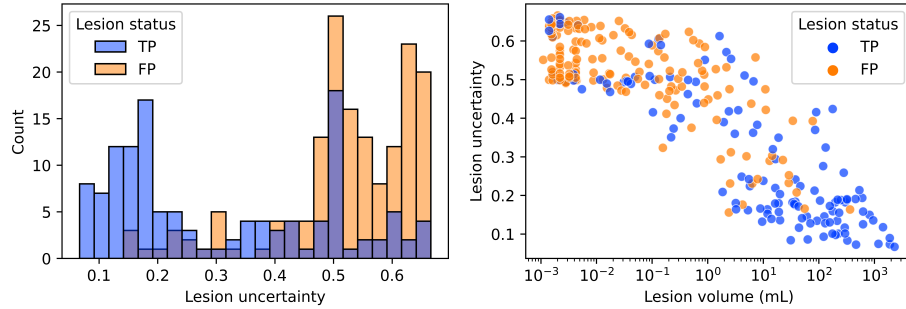 Lesion status
TP
FP
25
20
15
10
5
0
Count
0.1 0.2 0.3 0.4 0.5 0.6
Lesion uncertainty
Lesion status
TP
FP
0.6
0.5
0.4
0.3
0.2
0.1
Lesion uncertainty
10⁻³ 10⁻² 10⁻¹ 10⁰ 10¹ 10² 10³
Lesion volume (mL)